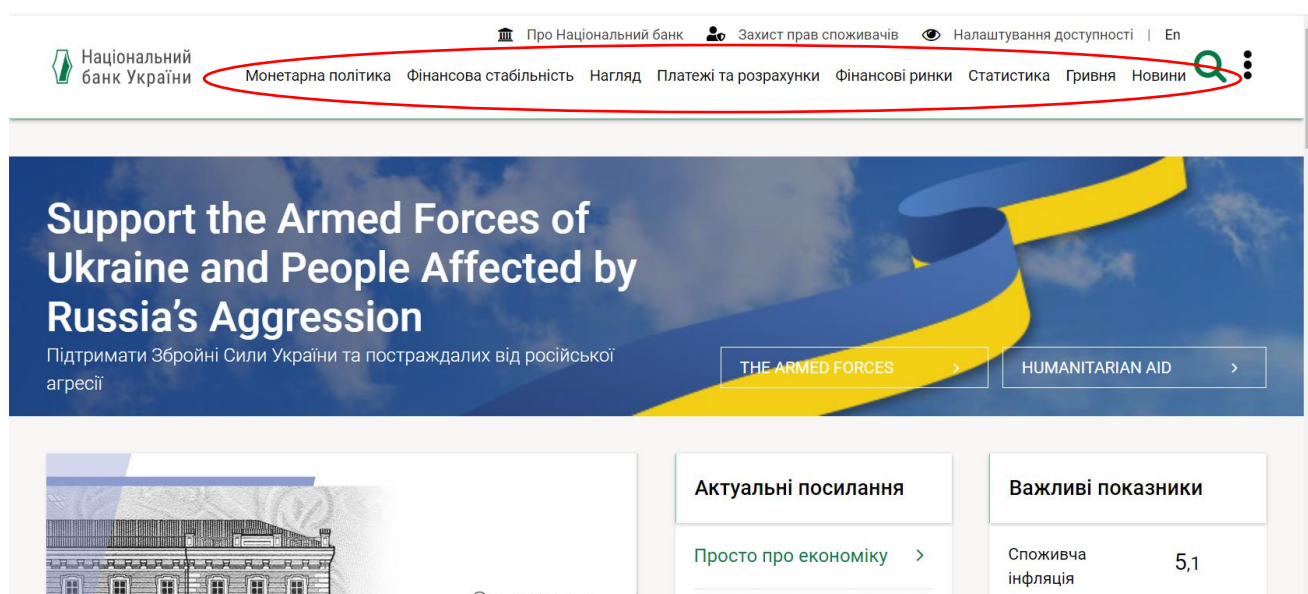 Про Національний банк Захист прав споживачів Налаштування доступності | En
Національний
банк України
Монетарна політика Фінансова стабільність Нагляд Платежі та розрахунки Фінансові ринки Статистика Гривня Новини
Support the Armed Forces of
Ukraine and People Affected by
Russia’s Aggression
Підтримати Збройні Сили України та постраждалих від російської
агресії
THE ARMED FORCES >
HUMANITARIAN AID >
Актуальні посилання
Просто про економіку >
Важливі показники
Споживча
інфляція
5,1